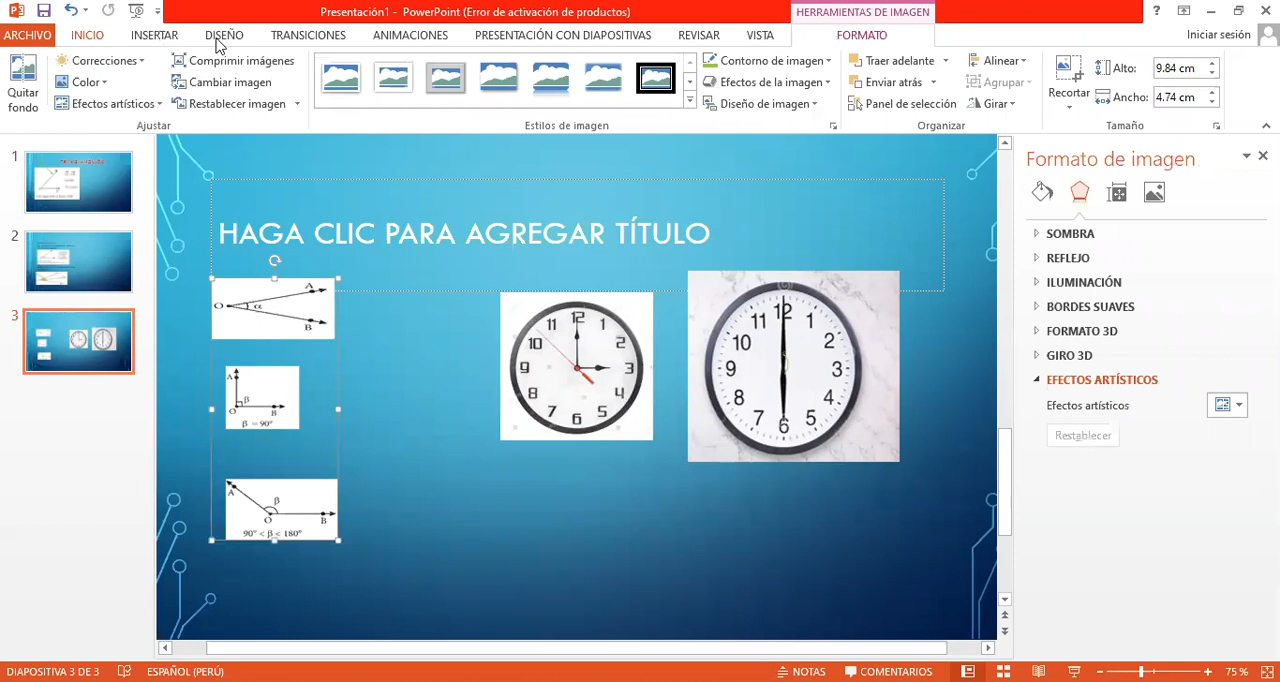 Presentación1 - PowerPoint (Error de activación de productos)
HERRAMIENTAS DE IMAGEN
?
ARCHIVO
INICIO
INSERTAR
DISEÑO
TRANSICIONES
ANIMACIONES
PRESENTACIÓN CON DIAPOSITIVAS
REVISAR
VISTA
FORMATO
Iniciar sesión
Quitar
fondo
Correcciones
Color
Efectos artísticos
Comprimir imágenes
Cambiar imagen
Restablecer imagen
Ajustar
Contorno de imagen
Efectos de la imagen
Diseño de imagen
Estilos de imagen
Traer adelante
Enviar atrás
Panel de selección
Alinear
Agrupar
Girar
Organizar
Recortar
Alto: 9.84 cm
Ancho: 4.74 cm
Tamaño
1
2
3
HAGA CLIC PARA AGREGAR TÍTULO
A
O
α
B
A
β
O
B
β = 90°
A
β
O
B
90° < β < 180°
12
1
2
3
4
5
6
7
8
9
10
11
12
1
2
3
4
5
6
7
8
9
10
11
Formato de imagen
SOMBRA
REFLEJO
ILUMINACIÓN
BORDES SUAVES
FORMATO 3D
GIRO 3D
EFECTOS ARTÍSTICOS
Efectos artísticos
Restablecer
DIAPOSITIVA 3 DE 3
ESPAÑOL (PERÚ)
NOTAS
COMENTARIOS
75 %